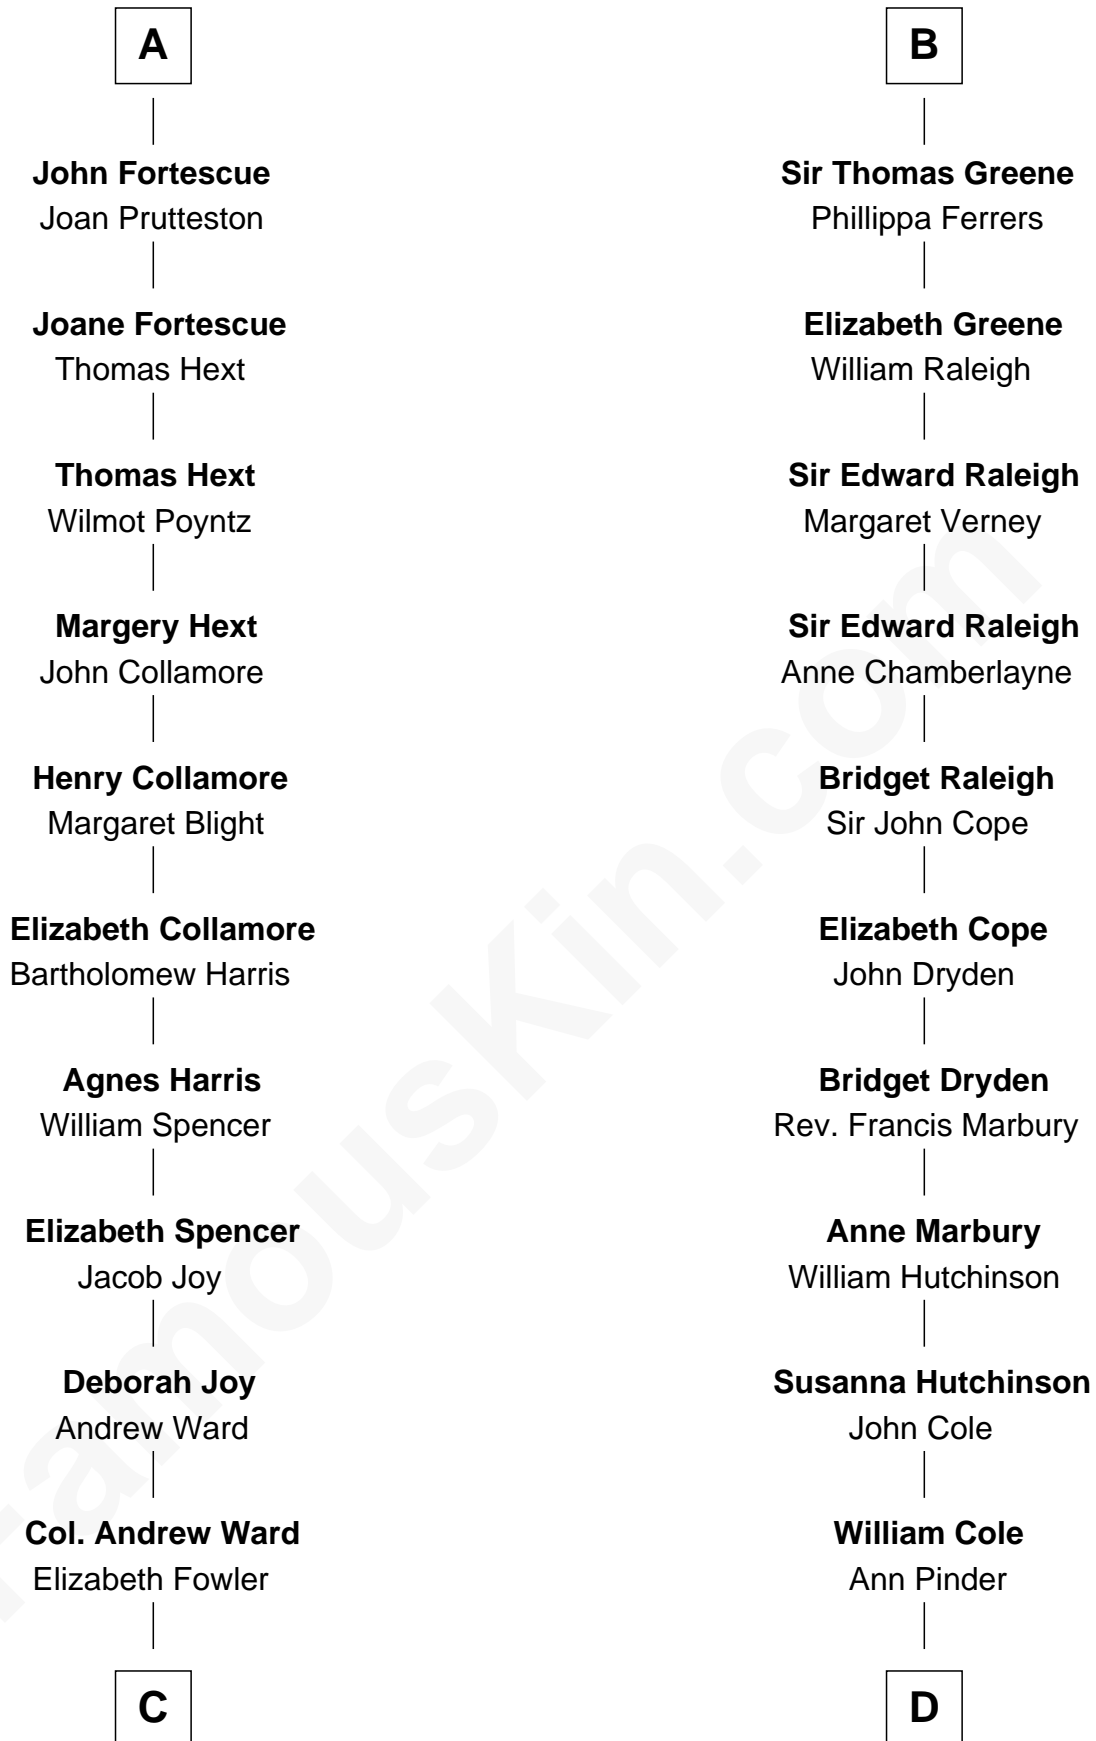 A
John Fortescue
Joan Prutteston
Joane Fortescue
Thomas Hext
Thomas Hext
Wilmot Poyntz
Margery Hext
John Collamore
Henry Collamore
Margaret Blight
Elizabeth Collamore
Bartholomew Harris
Agnes Harris
William Spencer
Elizabeth Spencer
Jacob Joy
Deborah Joy
Andrew Ward
Col. Andrew Ward
Elizabeth Fowler
C
B
Sir Thomas Greene
Phillippa Ferrers
Elizabeth Greene
William Raleigh
Sir Edward Raleigh
Margaret Verney
Sir Edward Raleigh
Anne Chamberlayne
Bridget Raleigh
Sir John Cope
Elizabeth Cope
John Dryden
Bridget Dryden
Rev. Francis Marbury
Anne Marbury
William Hutchinson
Susanna Hutchinson
John Cole
William Cole
Ann Pinder
D
FamousKin.com